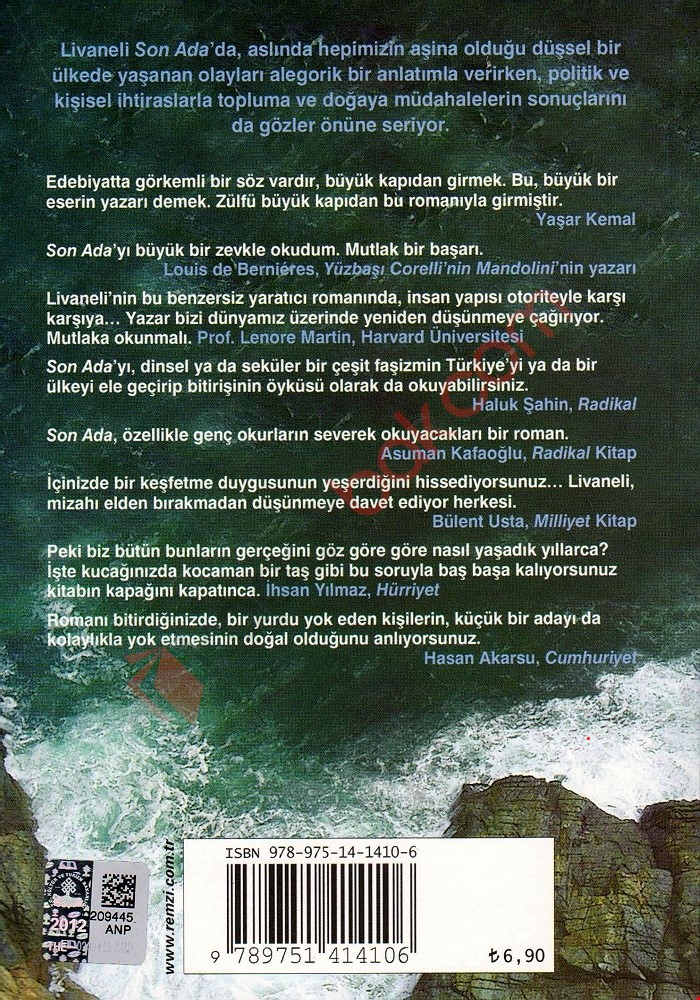 Livaneli Son Ada'da, aslında hepimizin aşina olduğu düşsel bir
ülkede yaşanan olayları alegorik bir anlatımla verirken, politik ve
kişisel ihtiraslarla topluma ve doğaya müdahalelerin sonuçlarını
da gözler önüne seriyor.
Edebiyatta görkemli bir söz vardır, büyük kapıdan girmek. Bu, büyük bir
eserin yazarı demek. Zülfü büyük kapıdan bu romanıyla girmiştir.
Yaşar Kemal
Son Ada'yı büyük bir zevkle okudum. Mutlak bir başarı.
Louis de Berniéres, Yüzbaşı Corelli'nin Mandolini'nin yazarı
Livaneli'nin bu benzersiz yaratıcı romanında, insan yapısı otoriteyle karşı
karşıya... Yazar bizi dünyamız üzerinde yeniden düşünmeye çağırıyor.
Mutlaka okunmalı. Prof. Lenore Martin, Harvard Üniversitesi
Son Ada'yı, dinsel ya da seküler bir çeşit faşizmin Türkiye'yi ya da bir
ülkeyi ele geçirip bitirişinin öyküsü olarak da okuyabilirsiniz.
Haluk Şahin, Radikal
Son Ada, özellikle genç okurların severek okuyacakları bir roman.
Asuman Kafaoğlu, Radikal Kitap
İçinizde bir keşfetme duygusunun yeşerdiğini hissediyorsunuz... Livaneli,
mizahı elden bırakmadan düşünmeye davet ediyor herkesi.
Bülent Usta, Milliyet Kitap
Peki biz bütün bunların gerçeğini göz göre göre nasıl yaşadık yıllarca?
İşte kucağınızda kocaman bir taş gibi bu soruyla baş başa kalıyorsunuz
kitabın kapağını kapatınca. İhsan Yılmaz, Hürriyet
Romanı bitirdiğinizde, bir yurdu yok eden kişilerin, küçük bir adayı da
kolaylıkla yok etmesinin doğal olduğunu anlıyorsunuz.
Hasan Akarsu, Cumhuriyet
www.remzi.com.tr
ISBN 978-975-14-1410-6
9 789751 414106
₺6,90
209445
ANP
2012